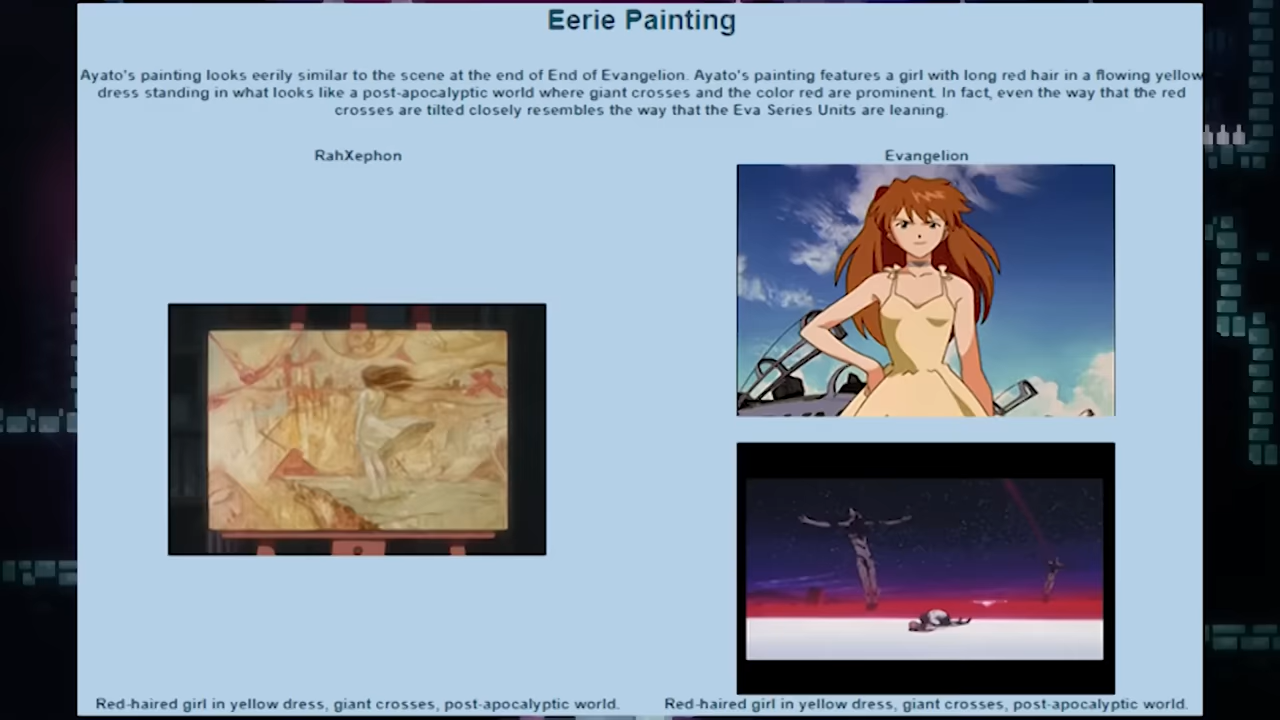 Eerie Painting
Ayato's painting looks eerily similar to the scene at the end of End of Evangelion. Ayato's painting features a girl with long red hair in a flowing yellow
dress standing in what looks like a post-apocalyptic world where giant crosses and the color red are prominent. In fact, even the way that the red
crosses are tilted closely resembles the way that the Eva Series Units are leaning.
RahXephon
Evangelion
Red-haired girl in yellow dress, giant crosses, post-apocalyptic world.
Red-haired girl in yellow dress, giant crosses, post-apocalyptic world.